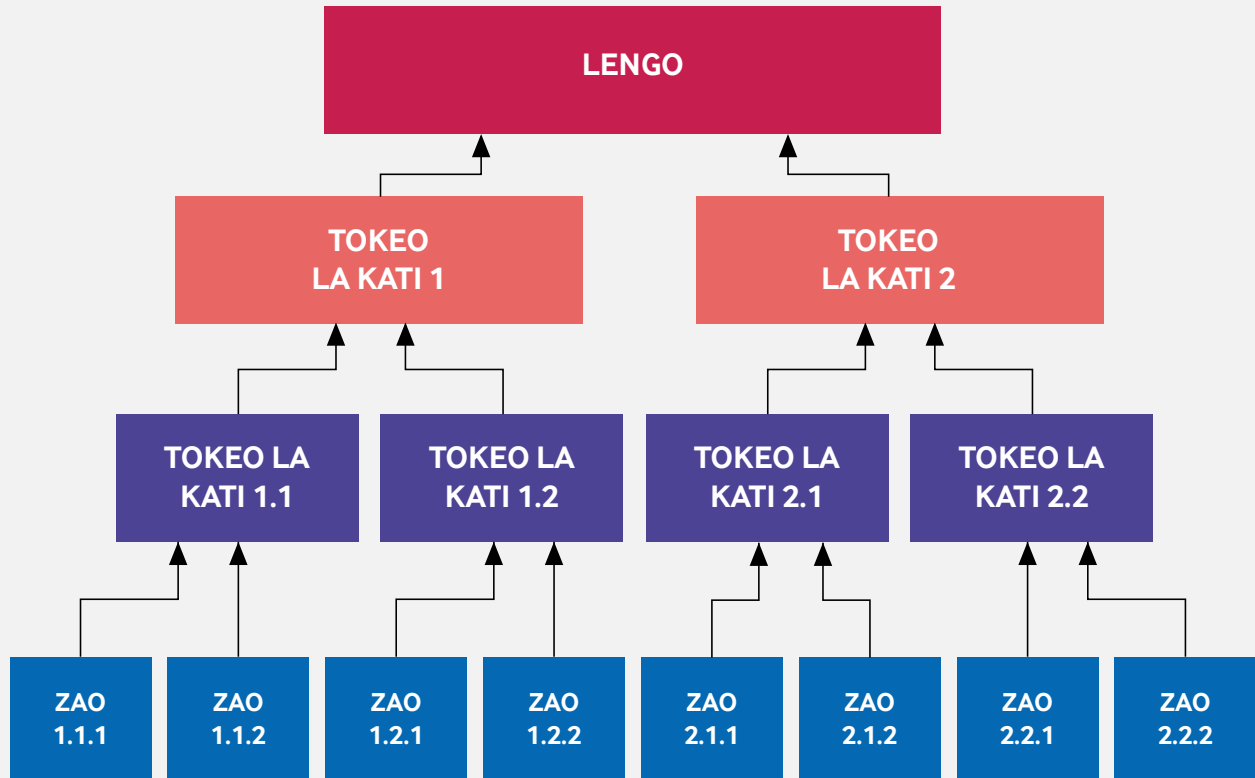 LENGO
TOKEO
LA KATI 1
TOKEO
LA KATI 2
TOKEO LA
KATI 1.1
TOKEO LA
KATI 1.2
TOKEO LA
KATI 2.1
TOKEO LA
KATI 2.2
ZAO
1.1.1
ZAO
1.1.2
ZAO
1.2.1
ZAO
1.2.2
ZAO
2.1.1
ZAO
2.1.2
ZAO
2.2.1
ZAO
2.2.2